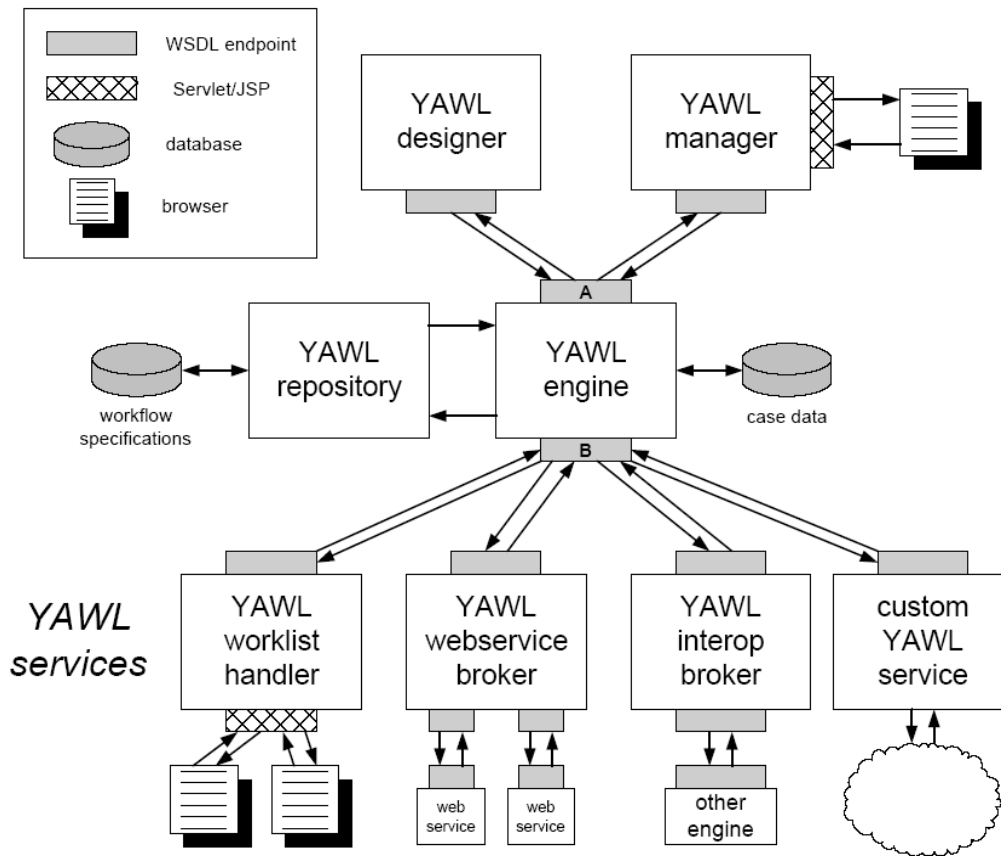 WSDL endpoint
Servlet/JSP
database
browser
YAWL
designer
YAWL
manager
A
YAWL
repository
YAWL
engine
workflow
specifications
case data
B
YAWL
services
YAWL
worklist
handler
YAWL
webservice
broker
YAWL
interop
broker
custom
YAWL
service
web
service
web
service
other
engine